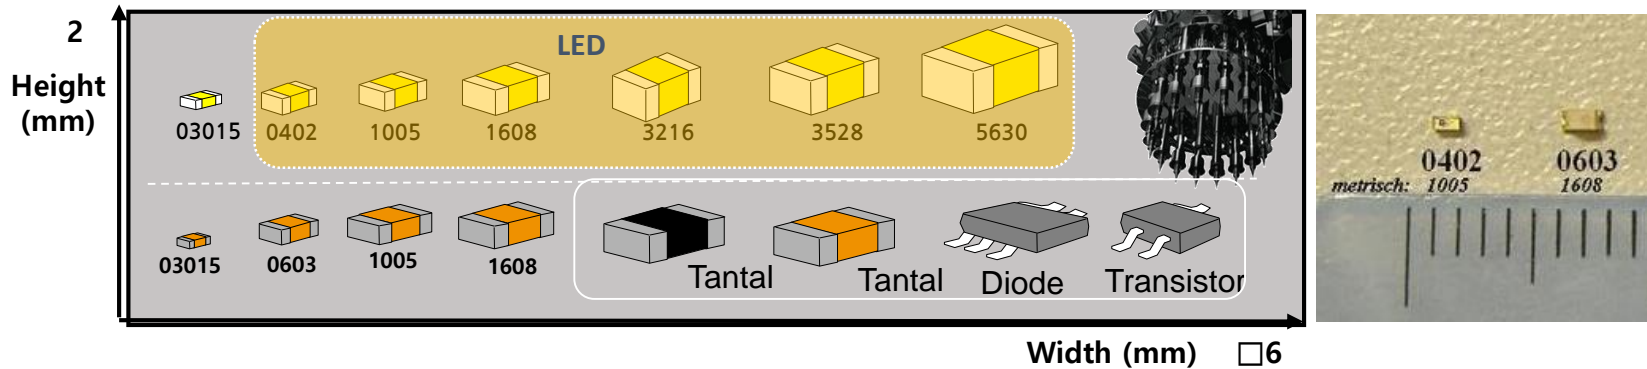 2
Height
(mm)
LED
03015
0402
1005
1608
3216
3528
5630
03015
0603
1005
1608
Tantal
Tantal
Diode
Transistor
Width (mm) □6
0402 0603
metrisch: 1005 1608